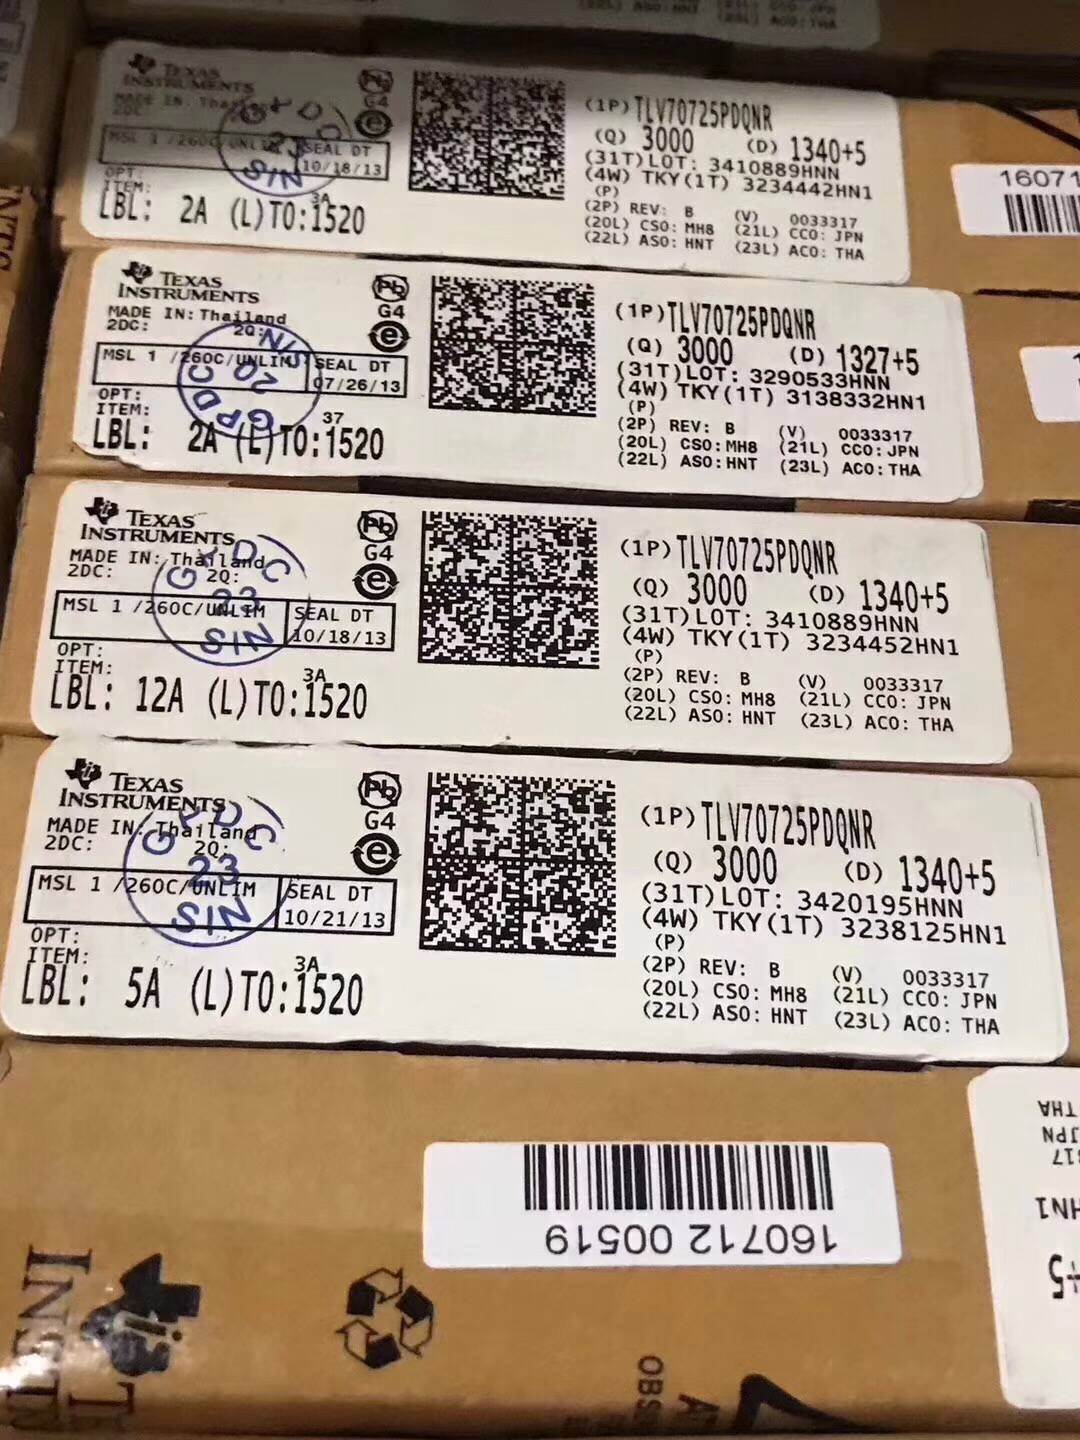 TEXAS
INSTRUMENTS
G4
MSL 1 /260C/UNLIM
SEAL DT
10/18/13
OPT:
ITEM:
3A
LBL: 2A (L)TO:1520
(1P)TLV70725PDQNR
(Q) 3000 (D) 1340+5
(31T)LOT: 3410889HNN
(4W) TKY(1T) 3234442HN1
(P)
(2P) REV: B (V) 0033317
(20L) CSO: MH8 (21L) CCO: JPN
(22L) ASO: HNT (23L) ACO: THA
16071
TEXAS
INSTRUMENTS
MADE IN: Thailand
2DC: 2Q:
G4
MSL 1 /260C/UNLIM
SEAL DT
07/26/13
OPT:
ITEM:
37
LBL: 2A (L)TO:1520
(1P)TLV70725PDQNR
(Q) 3000 (D) 1327+5
(31T)LOT: 3290533HNN
(4W) TKY(1T) 3138332HN1
(P)
(2P) REV: B (V) 0033317
(20L) CSO: MH8 (21L) CCO: JPN
(22L) ASO: HNT (23L) ACO: THA
TEXAS
INSTRUMENTS
MADE IN: Thailand
2DC: 2Q:
G4
MSL 1 /260C/UNLIM
SEAL DT
10/18/13
OPT:
ITEM:
3A
LBL: 12A (L)TO:1520
(1P)TLV70725PDQNR
(Q) 3000 (D) 1340+5
(31T)LOT: 3410889HNN
(4W) TKY(1T) 3234452HN1
(P)
(2P) REV: B (V) 0033317
(20L) CSO: MH8 (21L) CCO: JPN
(22L) ASO: HNT (23L) ACO: THA
TEXAS
INSTRUMENTS
MADE IN: Thailand
2DC: 2Q:
23
SIN
Pb
G4
MSL 1 /260C/UNLIM
SEAL DT
10/21/13
OPT:
ITEM:
3A
LBL: 5A (L)TO:1520
(1P)TLV70725PDQNR
(Q) 3000 (D) 1340+5
(31T)LOT: 3420195HNN
(4W) TKY(1T) 3238125HN1
(P)
(2P) REV: B (V) 0033317
(20L) CSO: MH8 (21L) CCO: JPN
(22L) ASO: HNT (23L) ACO: THA
160712 00519
THA
JPN
HN1
+5